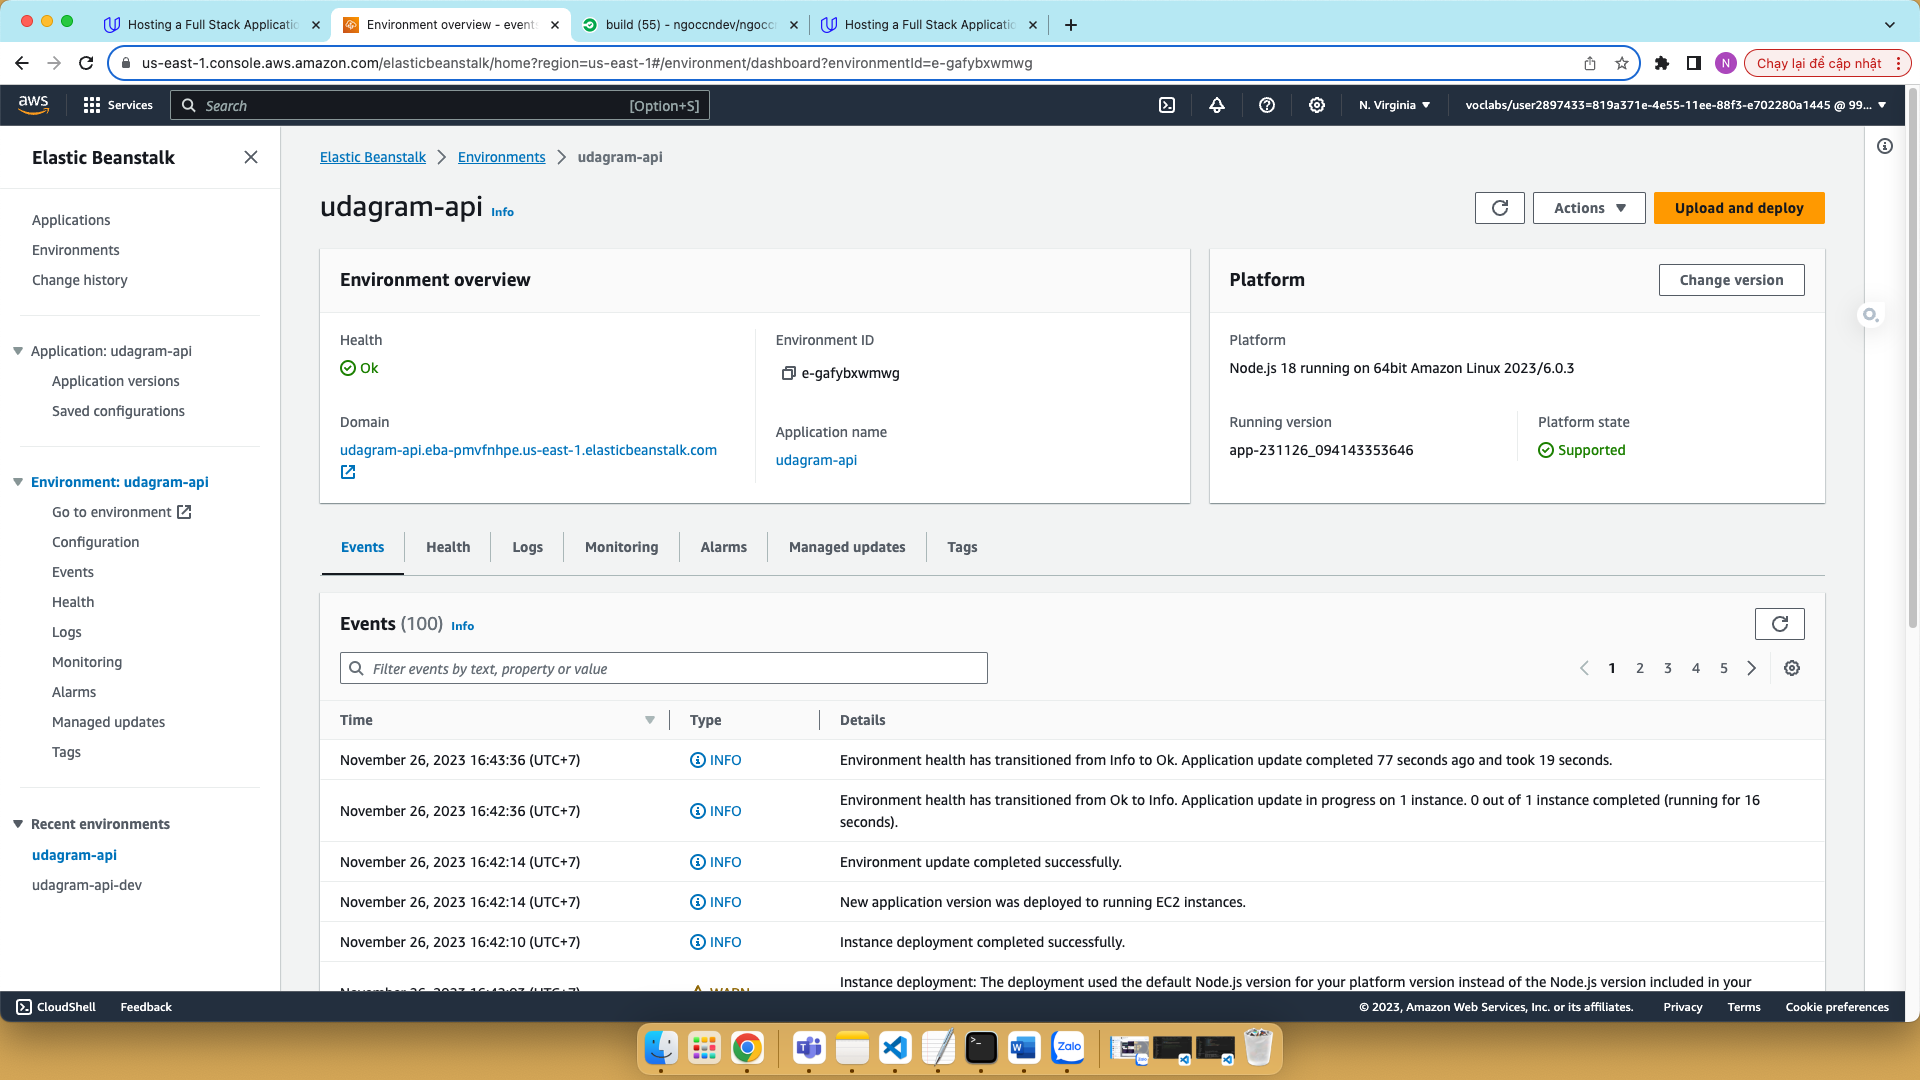 Hosting a Full Stack Applicatio
Environment overview - event
build (55) - ngoccndev/ngoccn
Hosting a Full Stack Applicatio
us-east-1.console.aws.amazon.com/elasticbeanstalk/home?region=us-east-1#/environment/dashboard?environmentId=e-gafybxwmwg
N
Chạy lại để cập nhật
aws
Services
Search
[Option+S]
N. Virginia
voclabs/user2897433=819a371e-4e55-11ee-88f3-e702280a1445 @ 99...
Elastic Beanstalk
Applications
Environments
Change history
Application: udagram-api
Application versions
Saved configurations
Environment: udagram-api
Go to environment
Configuration
Events
Health
Logs
Monitoring
Alarms
Managed updates
Tags
Recent environments
udagram-api
udagram-api-dev
Elastic Beanstalk
Environments
udagram-api
udagram-api Info
Actions
Upload and deploy
Environment overview
Health
Ok
Domain
udagram-api.eba-pmvfnhpe.us-east-1.elasticbeanstalk.com
Environment ID
e-gafybxwmwg
Application name
udagram-api
Platform
Change version
Platform
Node.js 18 running on 64bit Amazon Linux 2023/6.0.3
Running version
app-231126_094143353646
Platform state
Supported
Events
Health
Logs
Monitoring
Alarms
Managed updates
Tags
Events (100) Info
Filter events by text, property or value
1 2 3 4 5
Time Type Details
November 26, 2023 16:43:36 (UTC+7) INFO Environment health has transitioned from Info to Ok. Application update completed 77 seconds ago and took 19 seconds.
November 26, 2023 16:42:36 (UTC+7) INFO Environment health has transitioned from Ok to Info. Application update in progress on 1 instance. 0 out of 1 instance completed (running for 16
seconds).
November 26, 2023 16:42:14 (UTC+7) INFO Environment update completed successfully.
November 26, 2023 16:42:14 (UTC+7) INFO New application version was deployed to running EC2 instances.
November 26, 2023 16:42:10 (UTC+7) INFO Instance deployment completed successfully.
Instance deployment: The deployment used the default Node.js version for your platform version instead of the Node.js version included in your
November 26, 2023 16:42:03 (UTC+7) WARN
CloudShell
Feedback
© 2023, Amazon Web Services, Inc. or its affiliates.
Privacy
Terms
Cookie preferences
Zalo